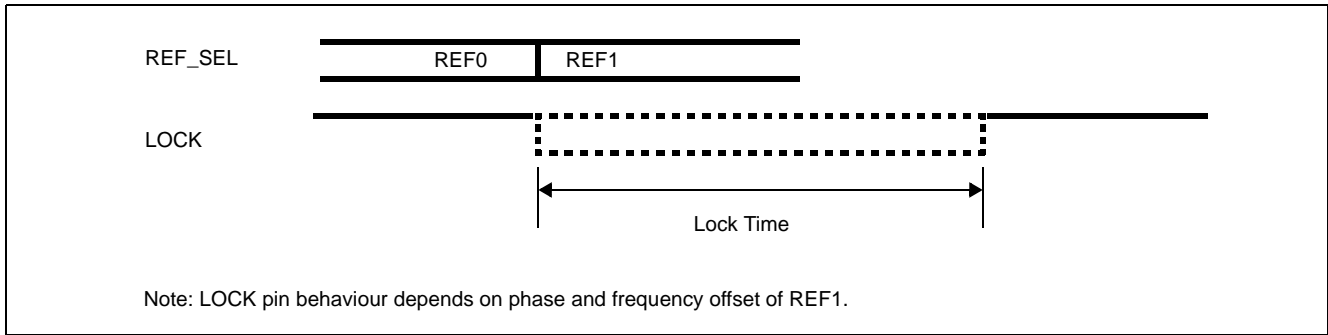 REF_SEL REF0 REF1
LOCK
Lock Time
Note: LOCK pin behaviour depends on phase and frequency offset of REF1.